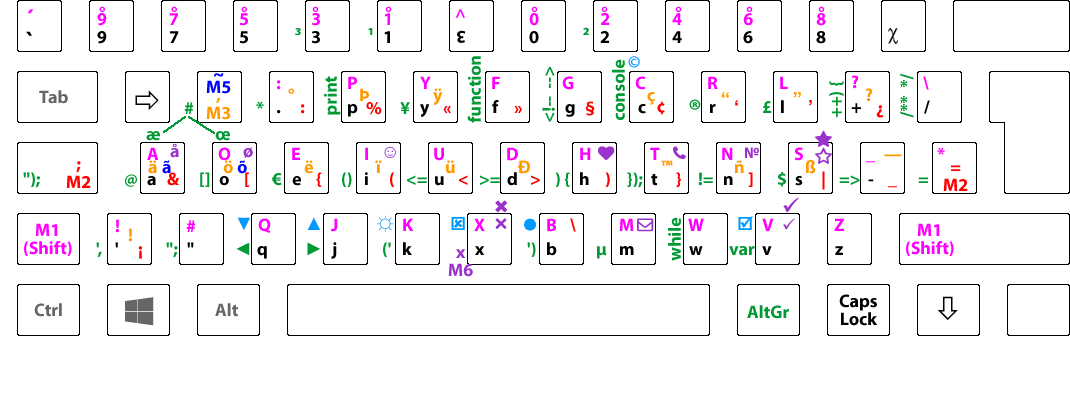 ´ 9̊ 7̊ 5̊ 3̊ 1̊ ^ 0̊ 2̊ 4̊ 6̊ 8̊
` 9 7 5 ³ 3 ¹ 1 ε 0 ² 2 4 6 8 χ
Tab ⇨ ~ M5 ´ M3 # : ° * . : print P Þ p % Y ÿ ¥ y « function F f » G g § console © C ç c ¢ R “ ® r ‘ L ” £ l ’ ? ? ++) { + ¿ /** */ \ /
æ œ
"); ; M2 @ A å ä ã a & [] O ø ö õ o [ € E ë e { () I ☺ ï i ( <= U ü u < >= D Ð d > ) { H ♥ h ) }); T ™ t } != N № ñ n ] $ S ★ ☆ ß s | => _ — - _ = * = M2
M1 (Shift) ', ! ! ' ¡ "; # " ▼ ◀ Q q ▲ ▶ J j (' K k X ✖ ✕ x x M6 ') B \ b µ M m while W w ☑ var V ✓ ✓ v Z z M1 (Shift)
Ctrl Alt AltGr Caps Lock ⇩